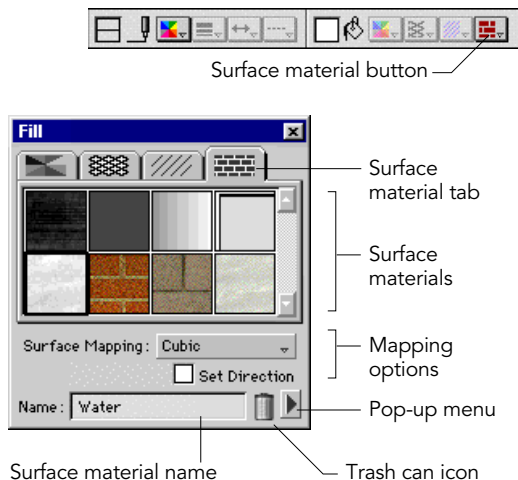 Surface material button
Fill
Surface
material tab
Surface
materials
Surface Mapping: Cubic
Mapping
options
Set Direction
Name: Water
Pop-up menu
Surface material name
Trash can icon